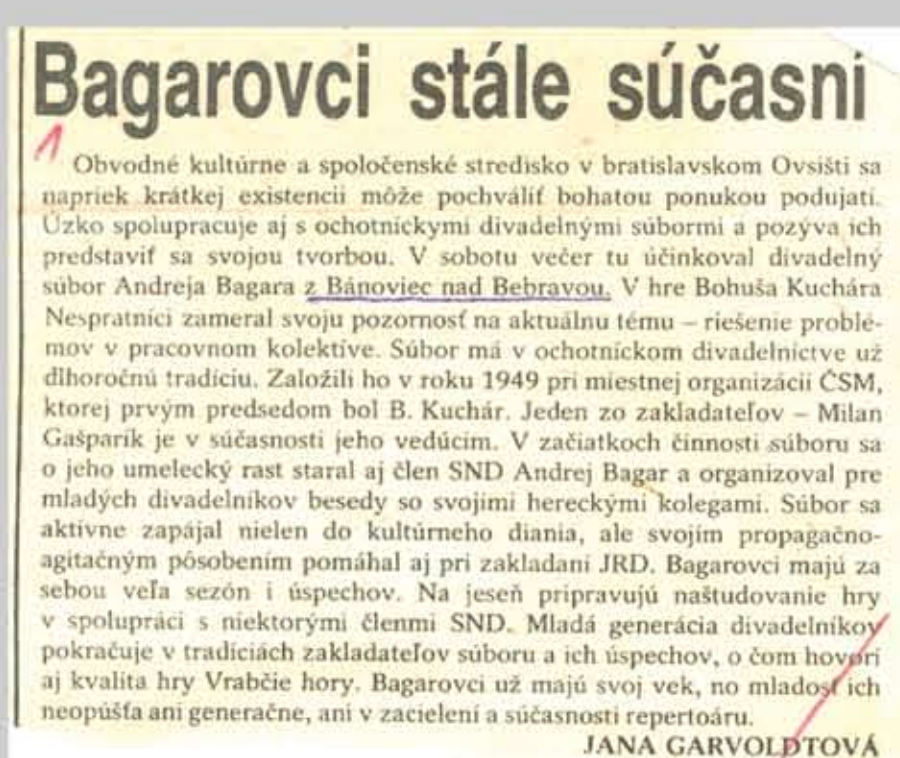 Bagarovci stále súčasní
1
Obvodné kultúrne a spoločenské stredisko v bratislavskom Ovsišti sa
napriek krátkej existencii môže pochváliť bohatou ponukou podujatí.
Úzko spolupracuje aj s ochotníckymi divadelnými súbormi a pozýva ich
predstaviť sa svojou tvorbou. V sobotu večer tu účinkoval divadelný
súbor Andreja Bagara z Bánoviec nad Bebravou. V hre Bohuša Kuchára
Nespratníci zameral svoju pozornosť na aktuálnu tému – riešenie problé-
mov v pracovnom kolektíve. Súbor má v ochotníckom divadelníctve už
dlhoročnú tradíciu. Založili ho v roku 1949 pri miestnej organizácii ČSM,
ktorej prvým predsedom bol B. Kuchár. Jeden zo zakladateľov – Milan
Gašparík je v súčasnosti jeho vedúcim. V začiatkoch činnosti súboru sa
o jeho umelecký rast staral aj člen SND Andrej Bagar a organizoval pre
mladých divadelníkov besedy so svojimi hereckými kolegami. Súbor sa
aktívne zapájal nielen do kultúrneho diania, ale svojím propagačno-
agitačným pôsobením pomáhal aj pri zakladaní JRD. Bagarovci majú za
sebou veľa sezón i úspechov. Na jeseň pripravujú naštudovanie hry
v spolupráci s niektorými členmi SND. Mladá generácia divadelníkov
pokračuje v tradíciách zakladateľov súboru a ich úspechov, o čom hovorí
aj kvalita hry Vrabčie hory. Bagarovci už majú svoj vek, no mladosť ich
neopúšťa ani generačne, ani v zacielení a súčasnosti repertoáru.
JANA GARVOLDTOVÁ